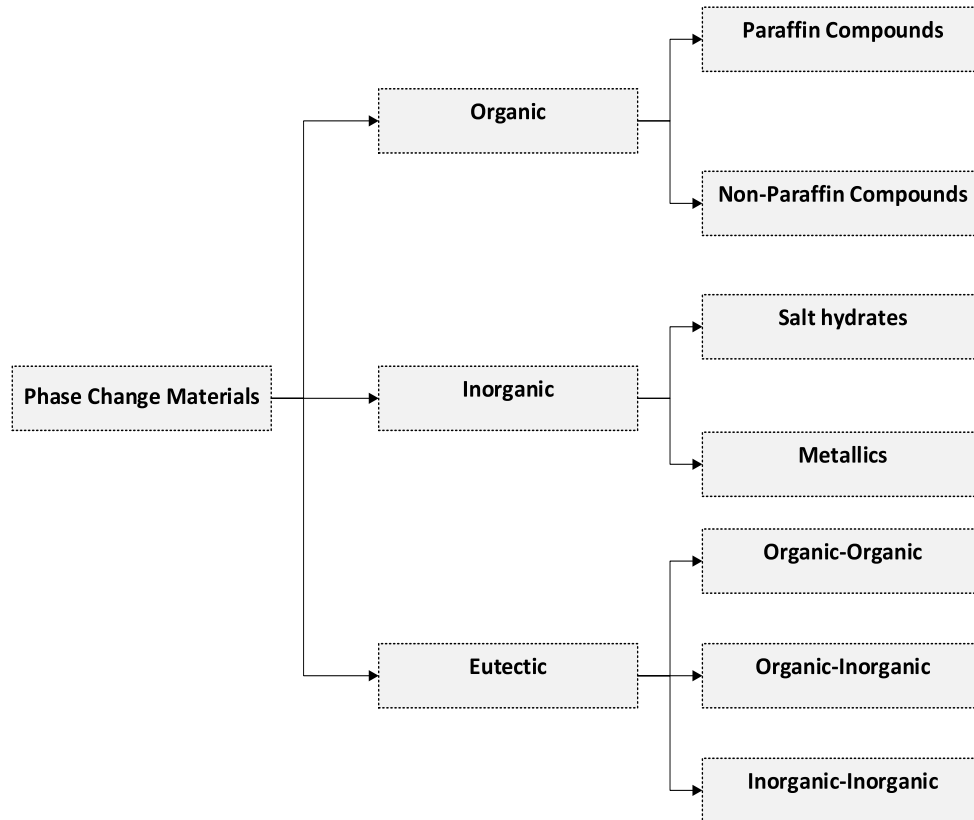 Paraffin Compounds
Organic
Non-Paraffin Compounds
Salt hydrates
Phase Change Materials
Inorganic
Metallics
Organic-Organic
Eutectic
Organic-Inorganic
Inorganic-Inorganic